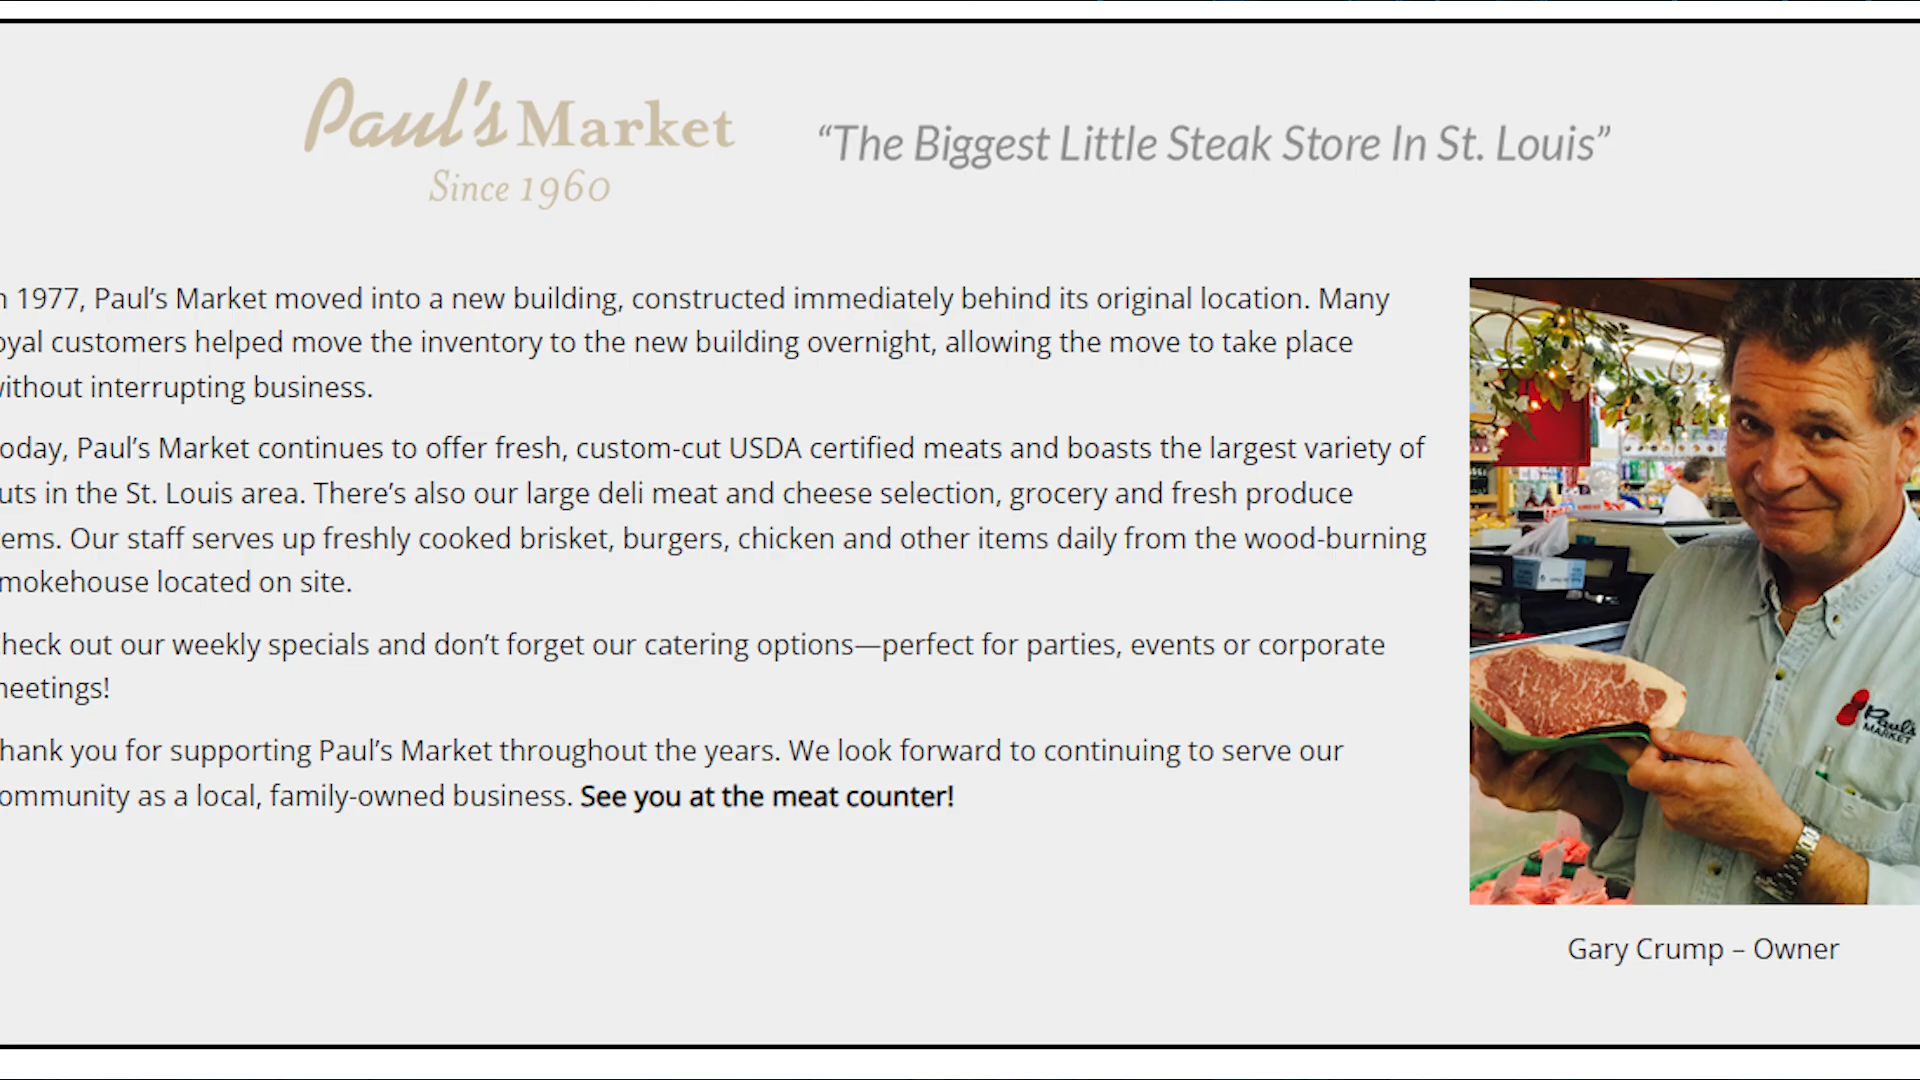 Paul's Market
Since 1960
“The Biggest Little Steak Store In St. Louis”
n 1977, Paul’s Market moved into a new building, constructed immediately behind its original location. Many
oyal customers helped move the inventory to the new building overnight, allowing the move to take place
ithout interrupting business.
oday, Paul’s Market continues to offer fresh, custom-cut USDA certified meats and boasts the largest variety of
uts in the St. Louis area. There’s also our large deli meat and cheese selection, grocery and fresh produce
ems. Our staff serves up freshly cooked brisket, burgers, chicken and other items daily from the wood-burning
mokehouse located on site.
heck out our weekly specials and don’t forget our catering options—perfect for parties, events or corporate
eetings!
hank you for supporting Paul’s Market throughout the years. We look forward to continuing to serve our
ommunity as a local, family-owned business. See you at the meat counter!
Paul's
MARKET
Gary Crump – Owner